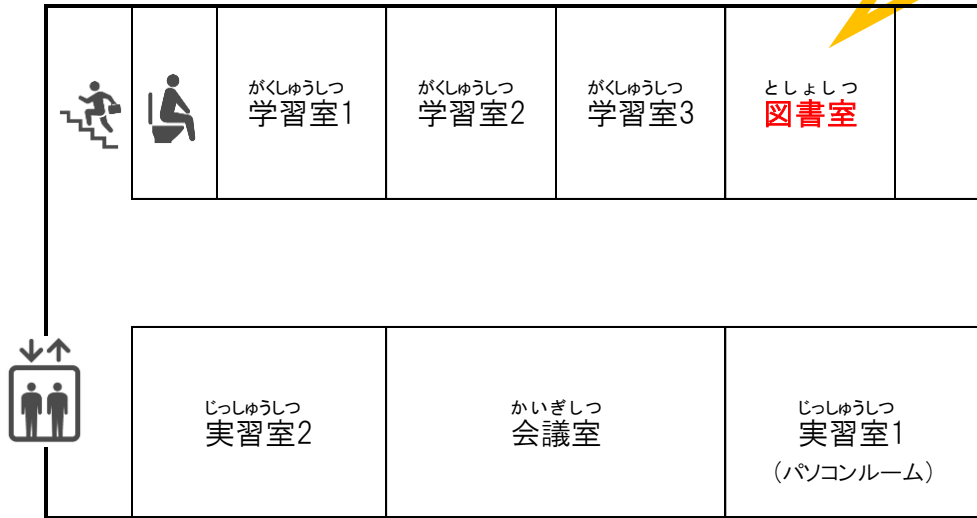 がくしゅうしつ
学習室1
がくしゅうしつ
学習室2
がくしゅうしつ
学習室3
としょしつ
図書室
じっしゅうしつ
実習室2
かいぎしつ
会議室
じっしゅうしつ
実習室1
（パソコンルーム）